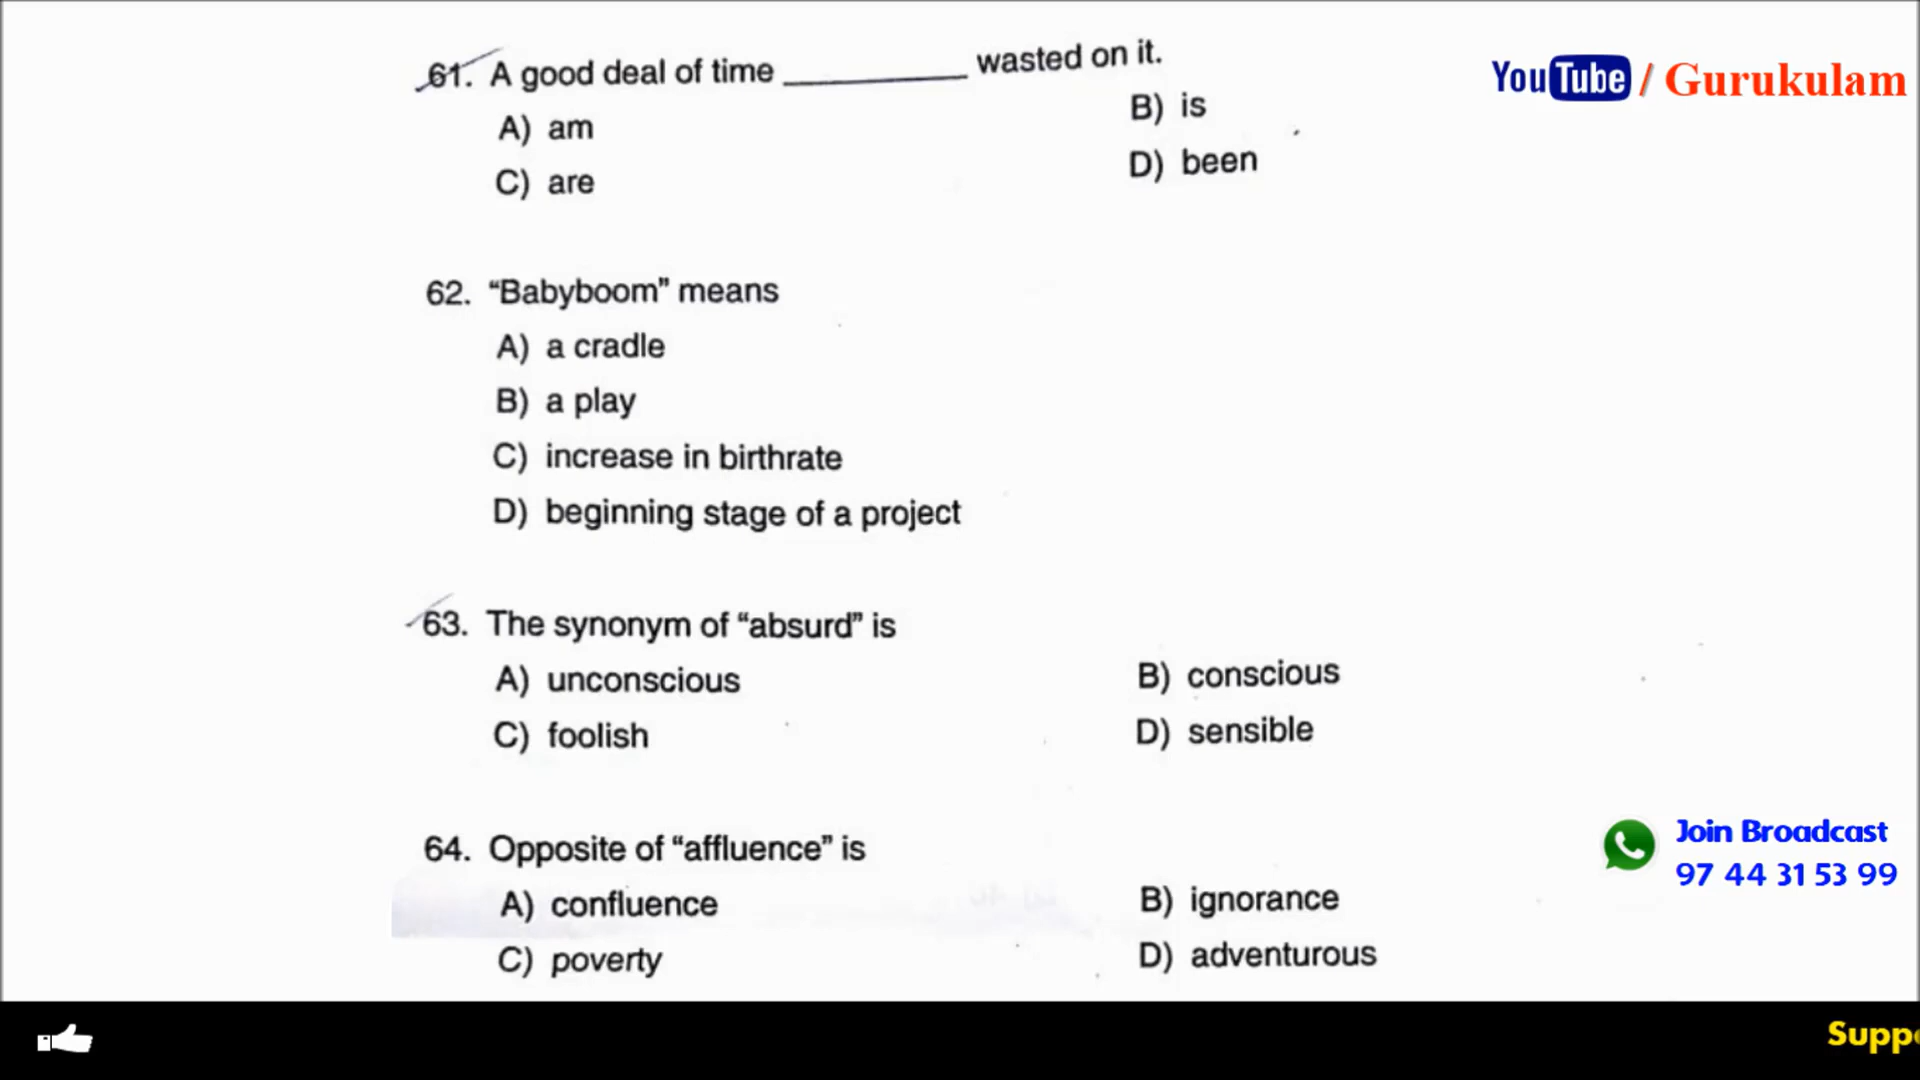 61. A good deal of time __________ wasted on it.
A) am
B) is
C) are
D) been
62. “Babyboom” means
A) a cradle
B) a play
C) increase in birthrate
D) beginning stage of a project
63. The synonym of “absurd” is
A) unconscious
B) conscious
C) foolish
D) sensible
64. Opposite of “affluence” is
A) confluence
B) ignorance
C) poverty
D) adventurous
YouTube / Gurukulam
Join Broadcast
97 44 31 53 99